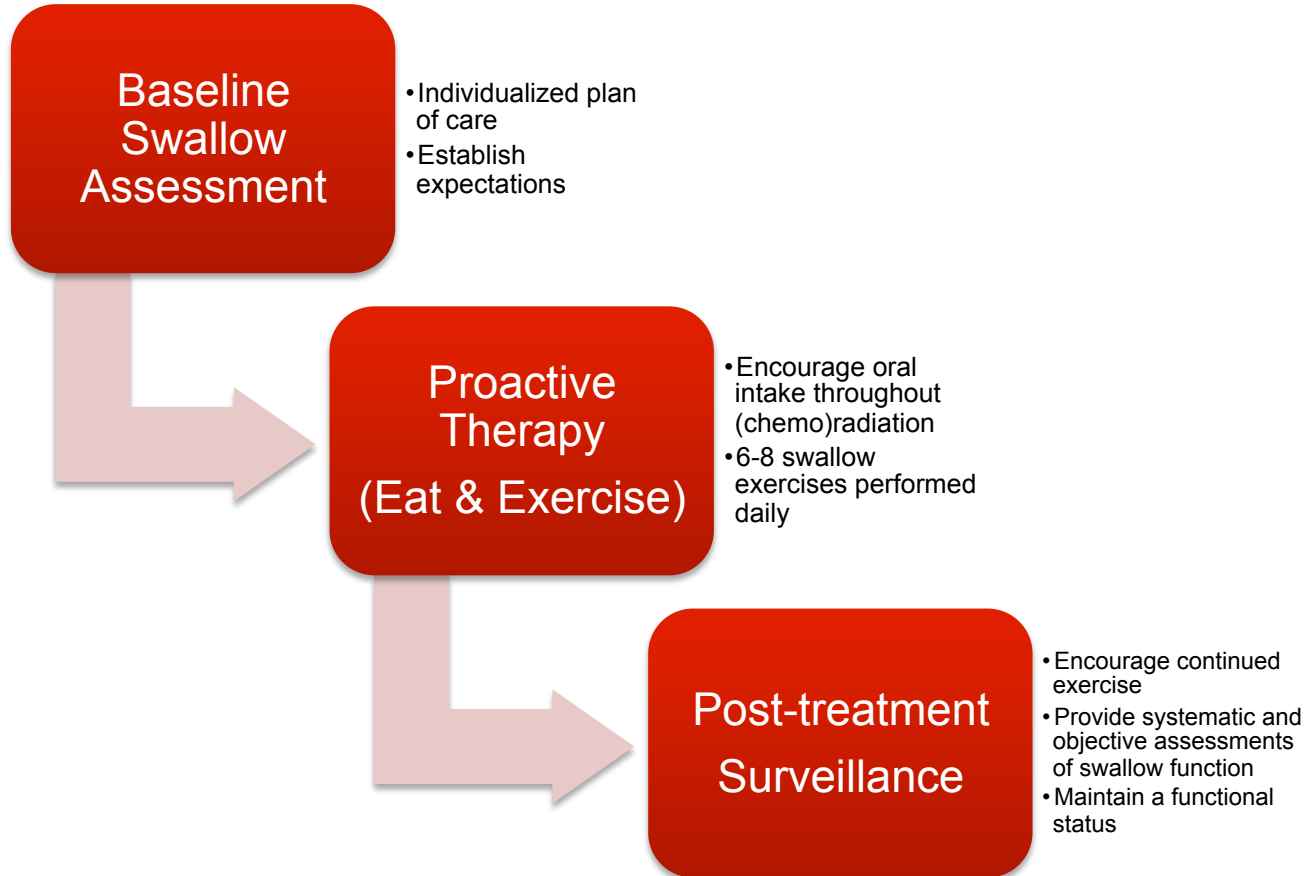 Baseline
Swallow
Assessment
•Individualized plan
of care
•Establish
expectations
Proactive
Therapy
(Eat & Exercise)
•Encourage oral
intake throughout
(chemo)radiation
•6-8 swallow
exercises performed
daily
Post-treatment
Surveillance
•Encourage continued
exercise
•Provide systematic and
objective assessments
of swallow function
•Maintain a functional
status